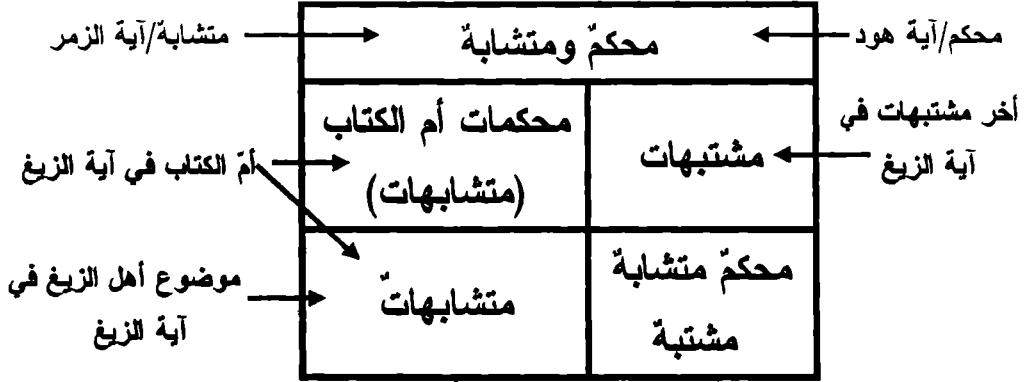 محكم/آية هود
محكمٌ ومتشابهٌ
متشابة/آية الزمر
أخر مشتبهات في
آية الزيغ
مشتبهات
محكمات أم الكتاب
(متشابهات)
أمّ الكتاب في آية الزيغ
محكمٌ متشابهٌ
مشتبهٌ
متشابهاتٌ
موضوع أهل الزيغ في
آية الزيغ